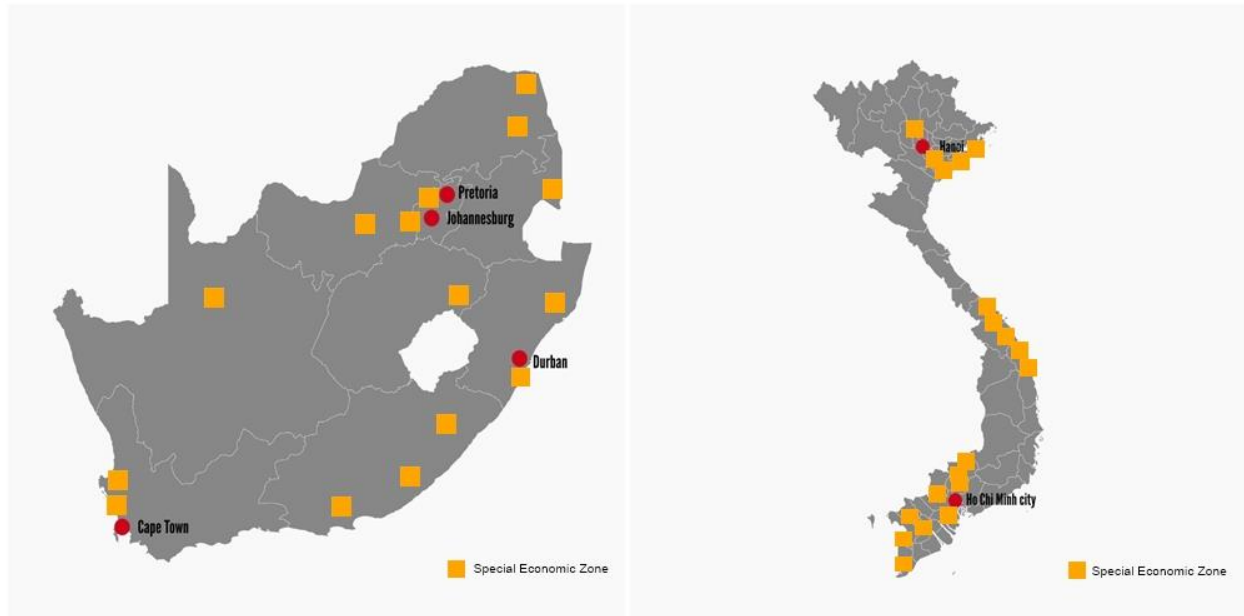 Pretoria
Johannesburg
Durban
Cape Town
Special Economic Zone
Hanoi
Ho Chi Minh city
Special Economic Zone